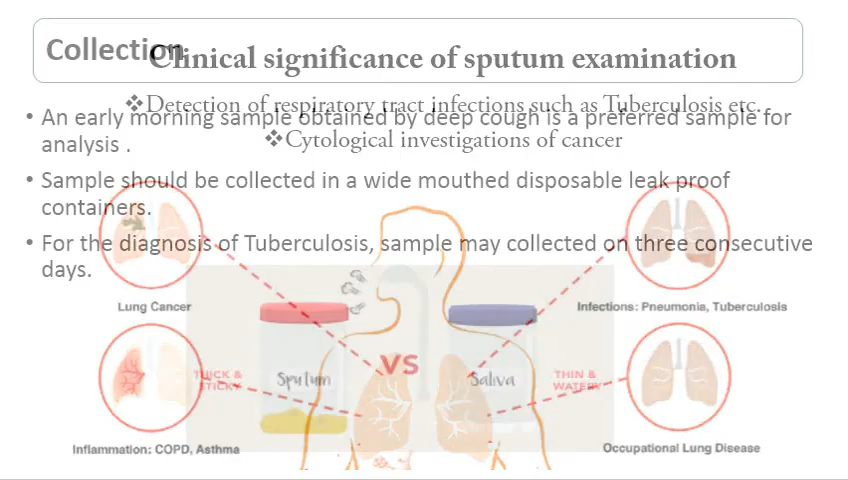 Collection
Clinical significance of sputum examination
❖Detection of respiratory tract infections such as Tuberculosis etc.
❖Cytological investigations of cancer
• An early morning sample obtained by deep cough is a preferred sample for
analysis .
• Sample should be collected in a wide mouthed disposable leak proof
containers.
• For the diagnosis of Tuberculosis, sample may collected on three consecutive
days.
Lung Cancer
Infections: Pneumonia, Tuberculosis
VS
THICK &
STICKY
Sputum
Saliva
THIN &
WATERY
Inflammation: COPD, Asthma
Occupational Lung Disease